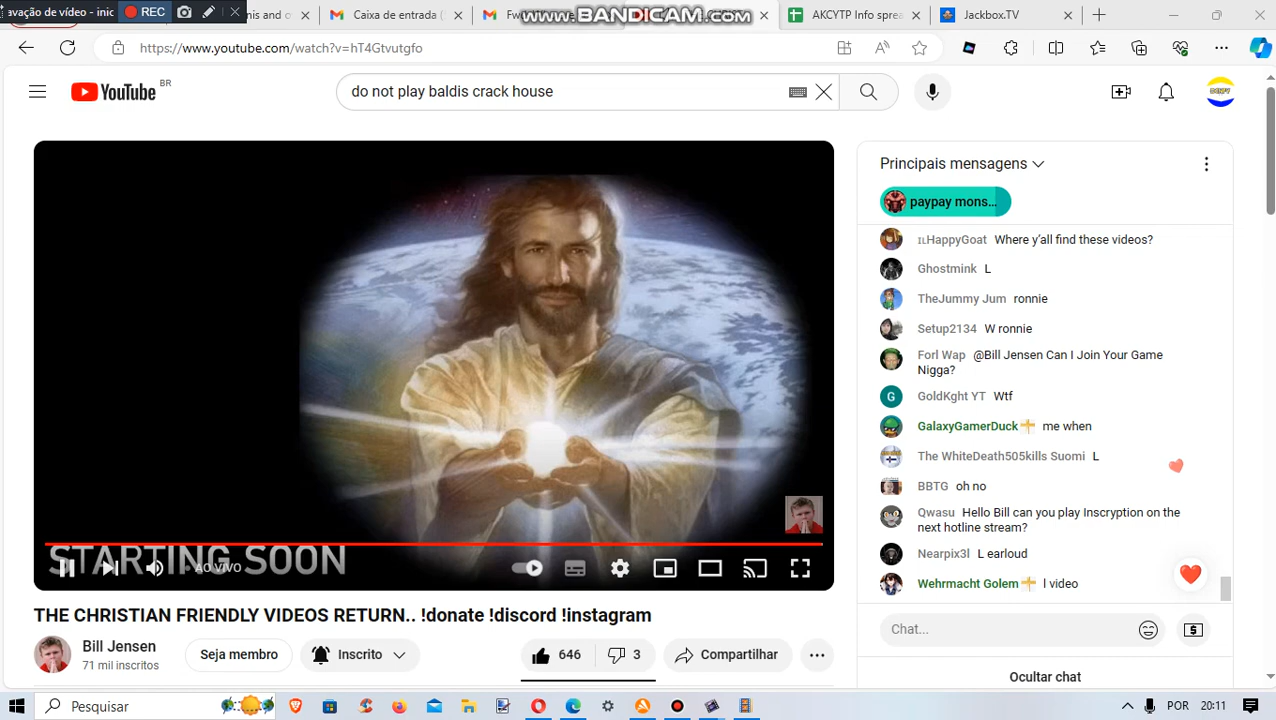 avação de vídeo - inic
REC
nis and o
Caixa de entrada (
Fw
www.BANDICAM.com
AKCYTP Info sprea
Jackbox.TV
https://www.youtube.com/watch?v=hT4Gtvutgfo
YouTube BR
do not play baldis crack house
Principais mensagens
paypay mons...
ILHappyGoat Where y'all find these videos?
Ghostmink L
TheJummy Jum ronnie
Setup2134 W ronnie
Forl Wap @Bill Jensen Can I Join Your Game
Nigga?
GoldKght YT Wtf
GalaxyGamerDuck me when
The WhiteDeath505kills Suomi L
BBTG oh no
Qwasu Hello Bill can you play Inscryption on the
next hotline stream?
Nearpix3l L earloud
Wehrmacht Golem l video
STARTING SOON
AO VIVO
Chat...
THE CHRISTIAN FRIENDLY VIDEOS RETURN.. !donate !discord !instagram
Bill Jensen
71 mil inscritos
Seja membro
Inscrito
646
3
Compartilhar
Ocultar chat
Pesquisar
POR
20:11